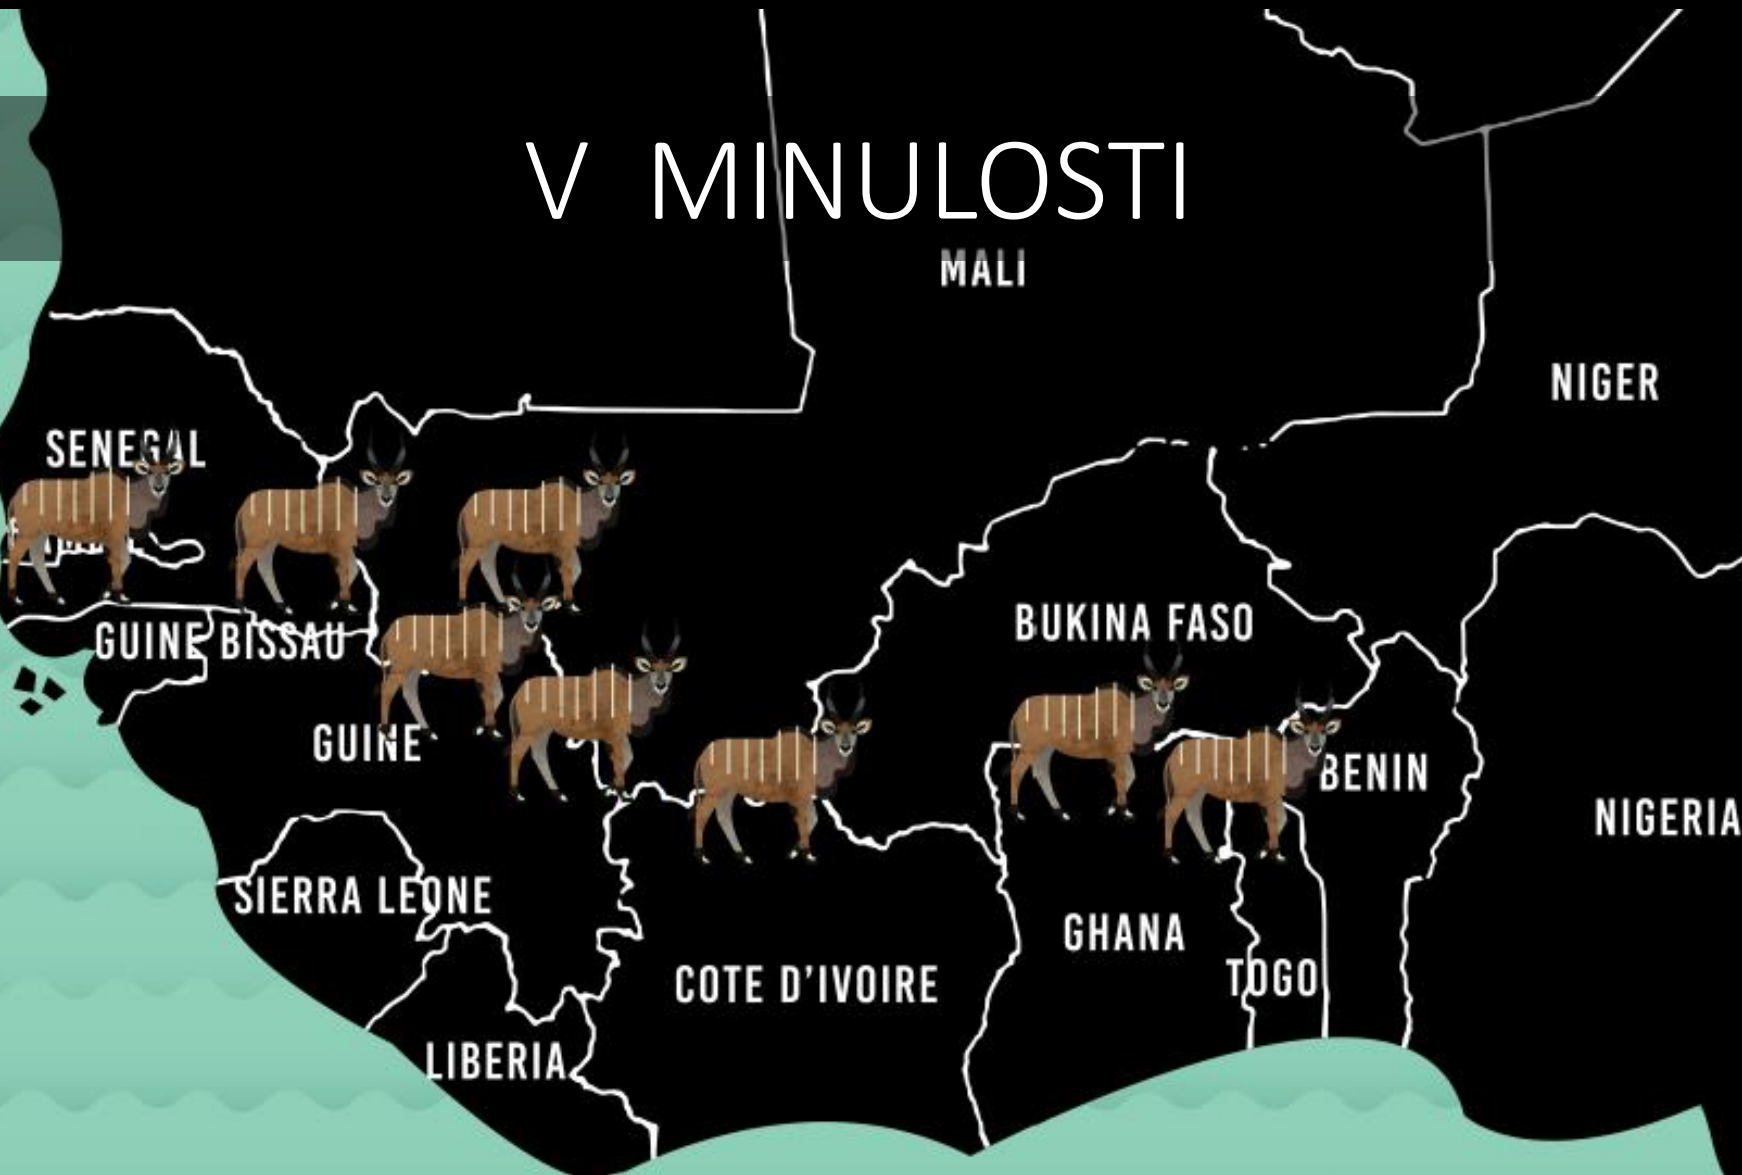 V MINULOSTI
MALI
NIGER
SENEGAL
BUKINA FASO
GUINE BISSAU
GUINE
BENIN
NIGERIA
SIERRA LEONE
GHANA
TOGO
COTE D'IVOIRE
LIBERIA